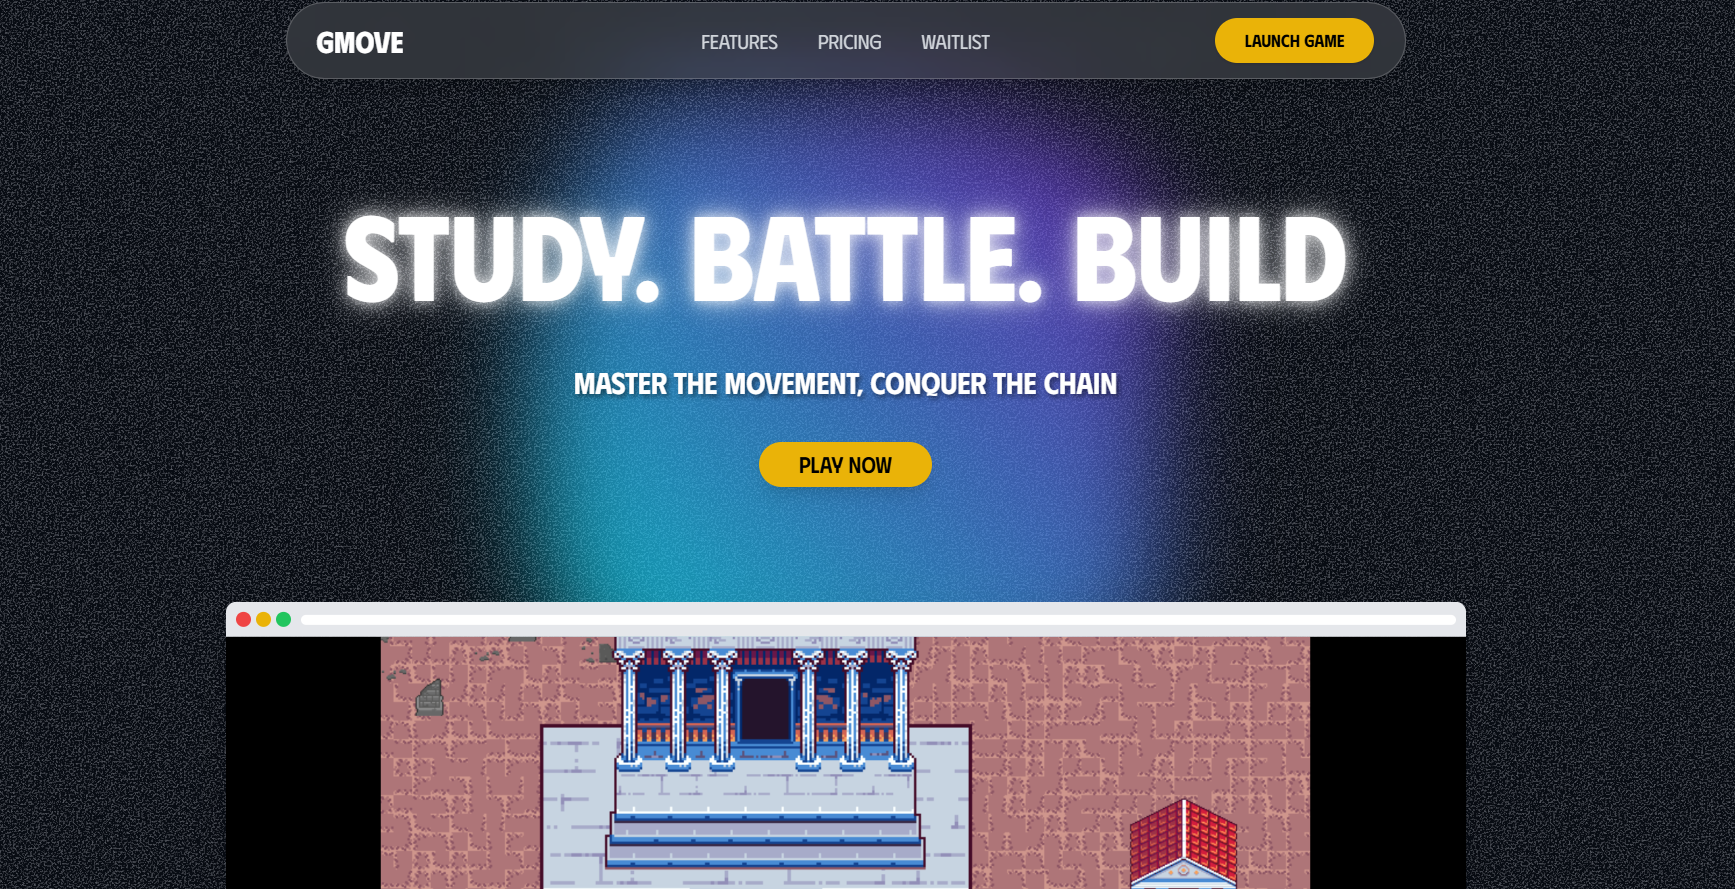 GMOVE
FEATURES
PRICING
WAITLIST
LAUNCH GAME
STUDY. BATTLE. BUILD
MASTER THE MOVEMENT, CONQUER THE CHAIN
PLAY NOW